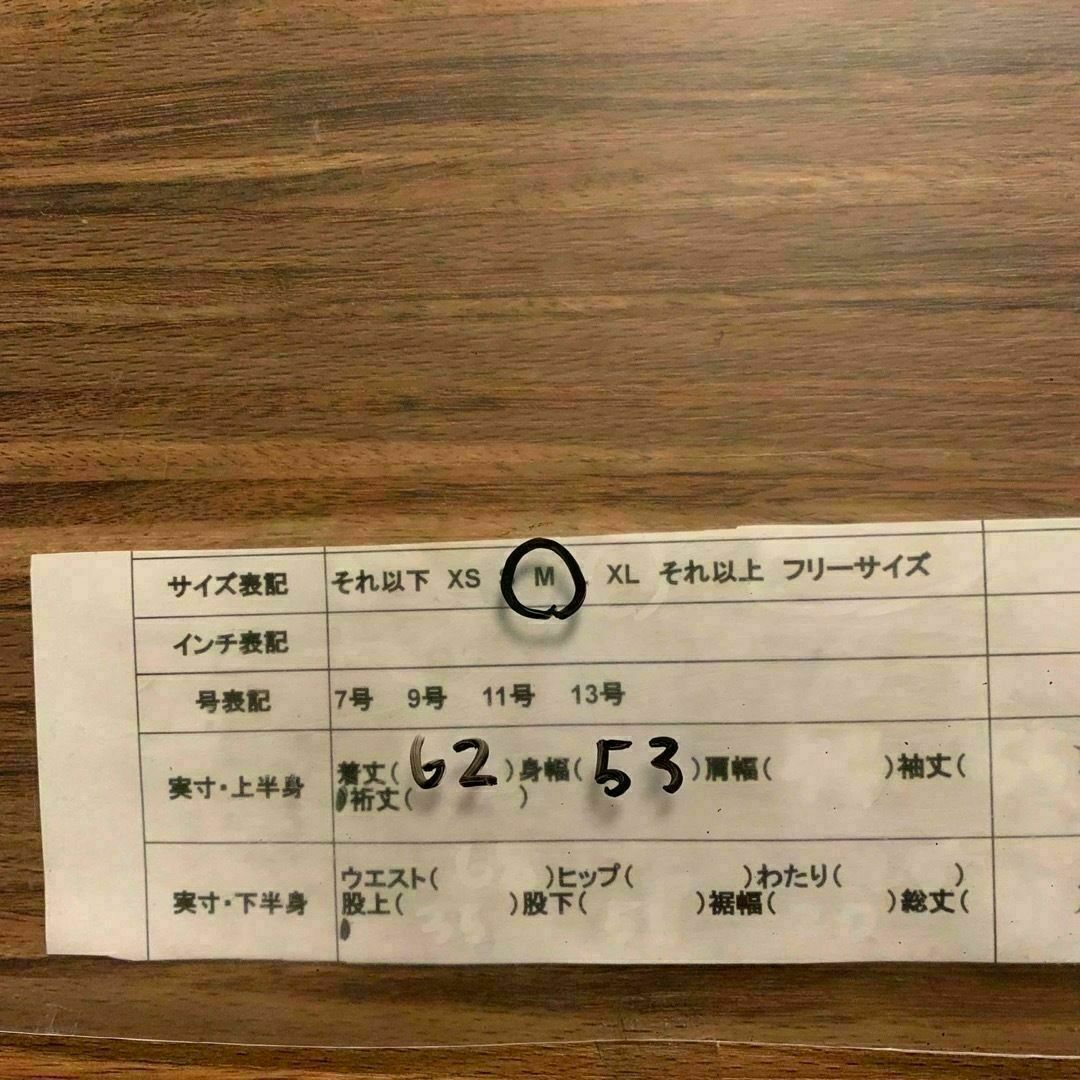 サイズ表記 それ以下 XS M XL それ以上 フリーサイズ
インチ表記
号表記 7号 9号 11号 13号
実寸・上半身 着丈( 62 )身幅( 53 )肩幅( )袖丈(
)裄丈( )
実寸・下半身 ウエスト( )ヒップ( )わたり( )
股上( )股下( )裾幅( )総丈(
)